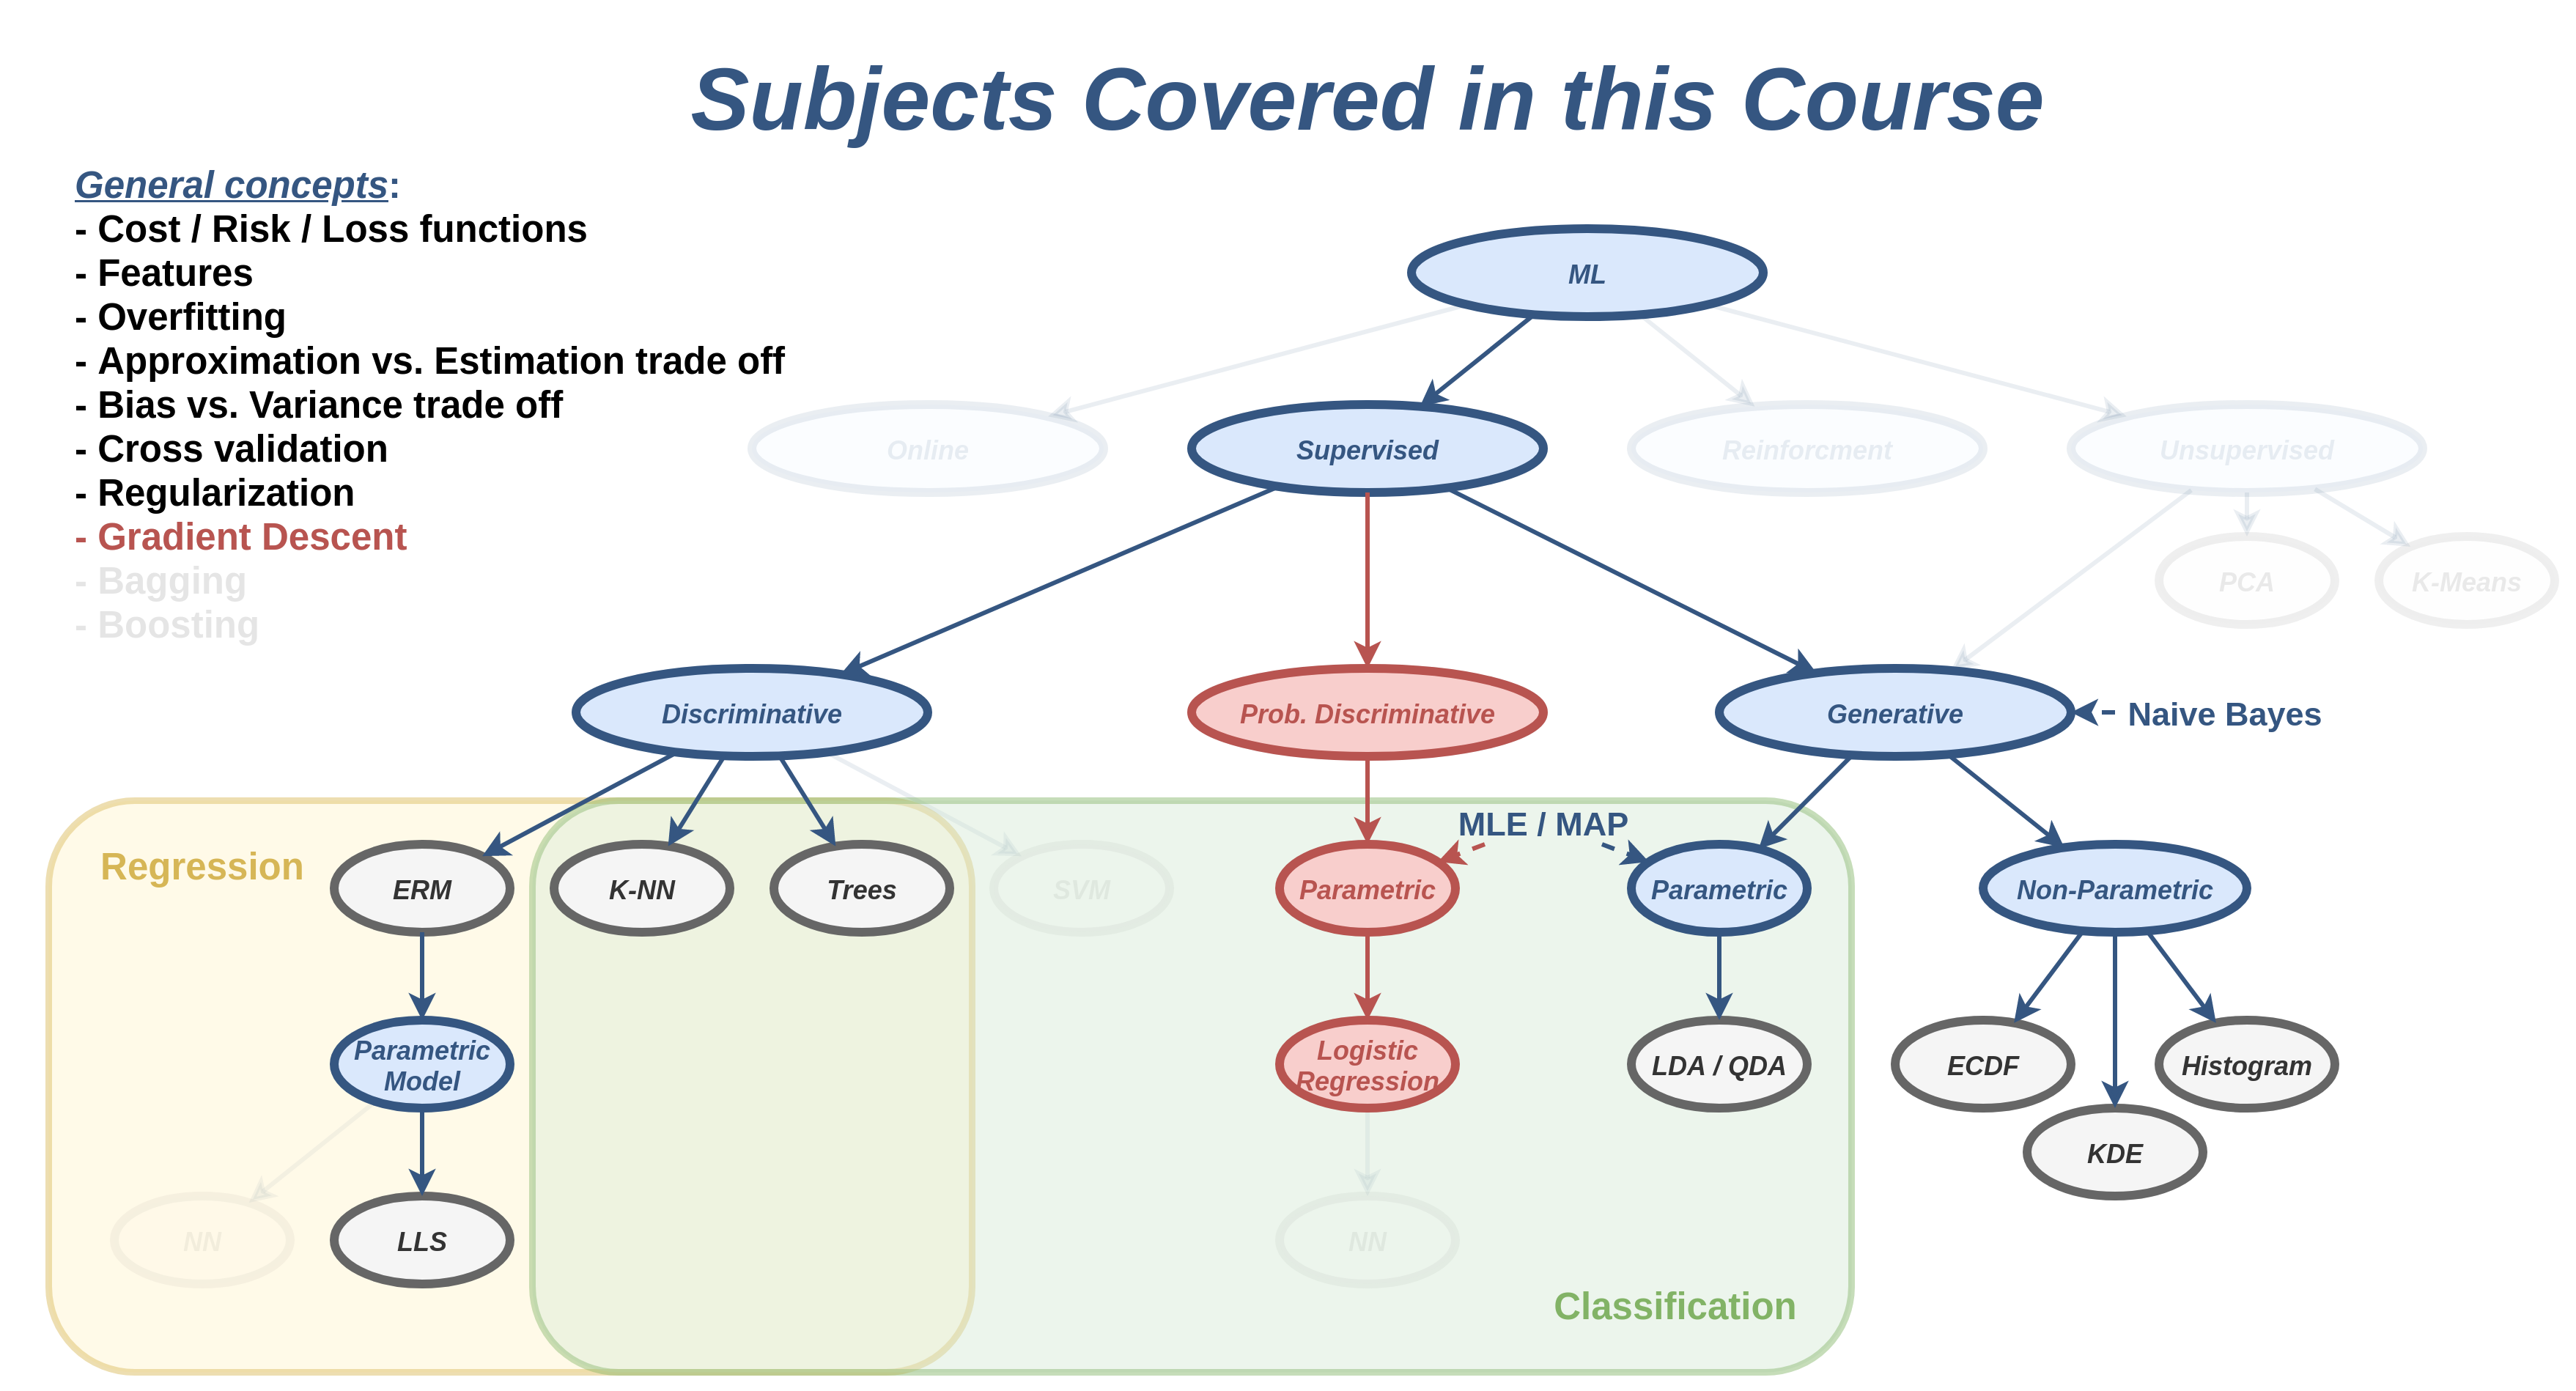 Subjects Covered in this Course
General concepts:
- Cost / Risk / Loss functions
- Features
- Overfitting
- Approximation vs. Estimation trade off
- Bias vs. Variance trade off
- Cross validation
- Regularization
- Gradient Descent
- Bagging
- Boosting
ML
Online
Supervised
Reinforcment
Unsupervised
PCA
K-Means
Discriminative
Prob. Discriminative
Generative
Naive Bayes
MLE / MAP
Regression
ERM
K-NN
Trees
SVM
Parametric
Parametric
Non-Parametric
Parametric
Model
Logistic
Regression
LDA / QDA
ECDF
Histogram
KDE
NN
LLS
NN
Classification